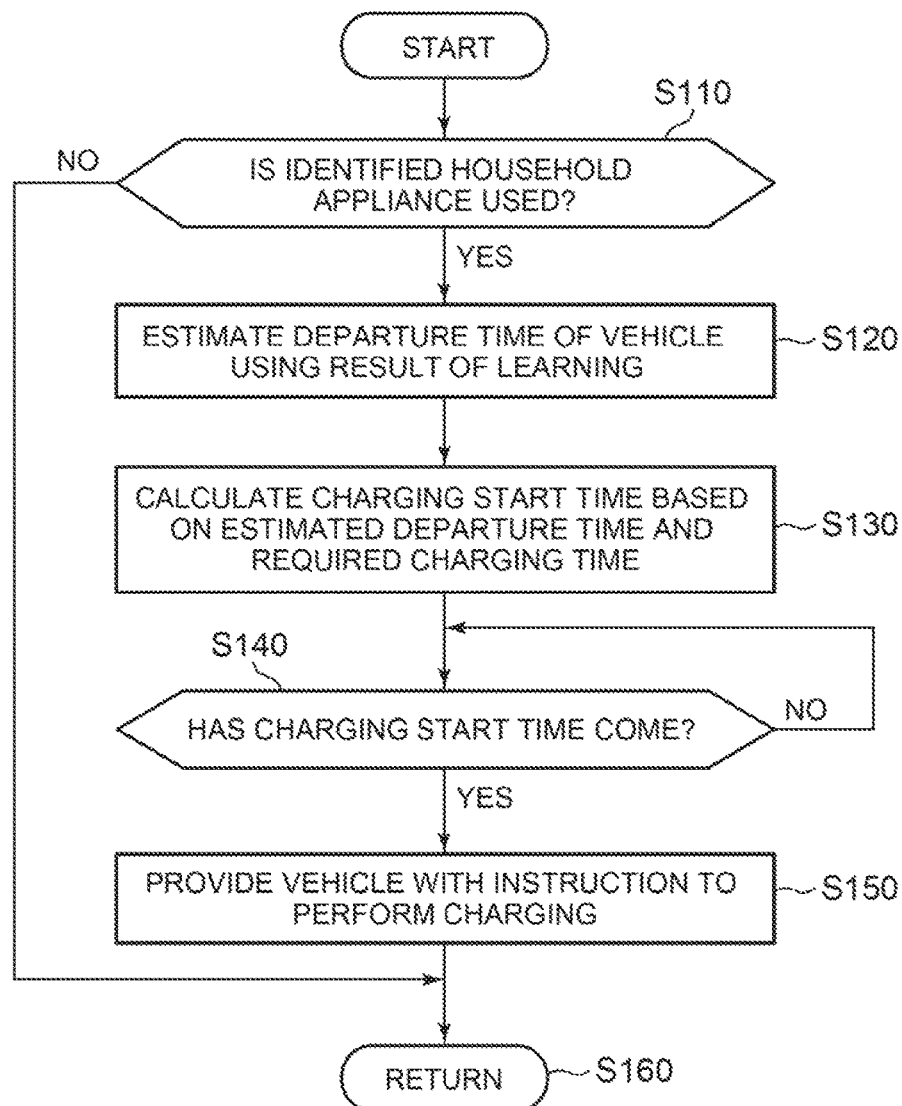 START
S110
NO
IS IDENTIFIED HOUSEHOLD
APPLIANCE USED?
YES
ESTIMATE DEPARTURE TIME OF VEHICLE
USING RESULT OF LEARNING
S120
CALCULATE CHARGING START TIME BASED
ON ESTIMATED DEPARTURE TIME AND
REQUIRED CHARGING TIME
S130
S140
HAS CHARGING START TIME COME?
NO
YES
PROVIDE VEHICLE WITH INSTRUCTION TO
PERFORM CHARGING
S150
RETURN
S160